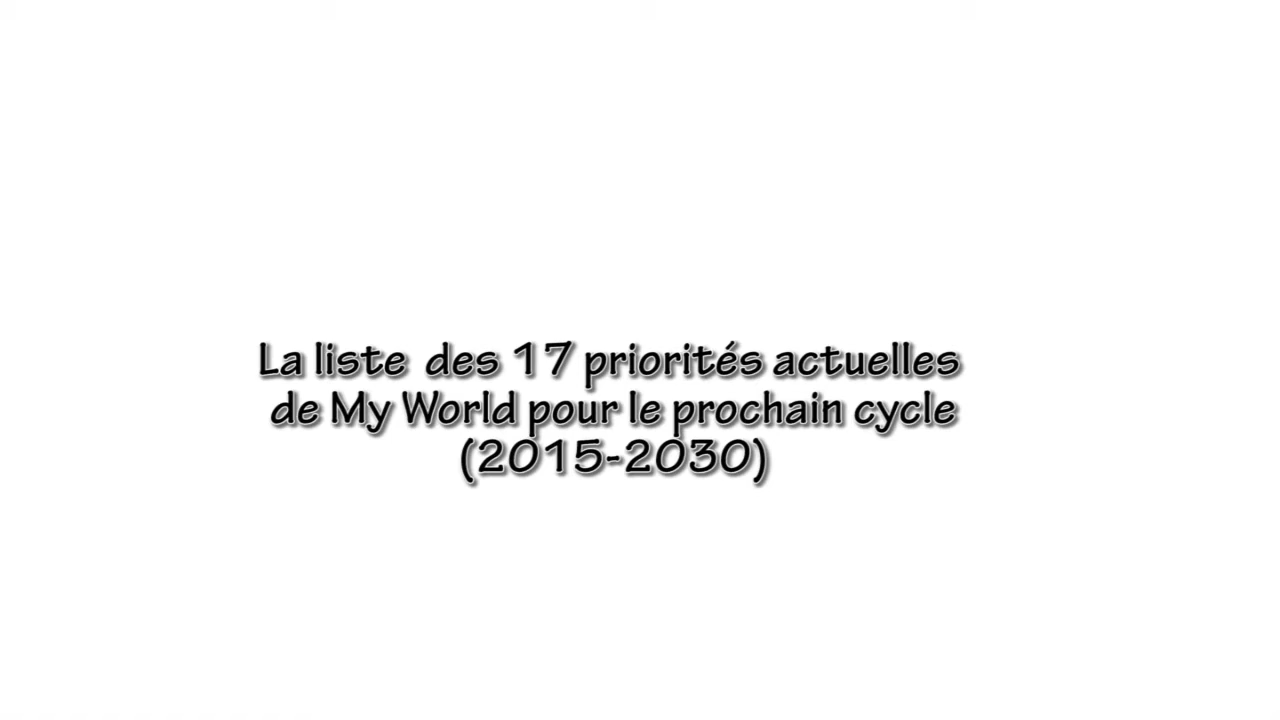 La liste des 17 priorités actuelles
de My World pour le prochain cycle
(2015-2030)